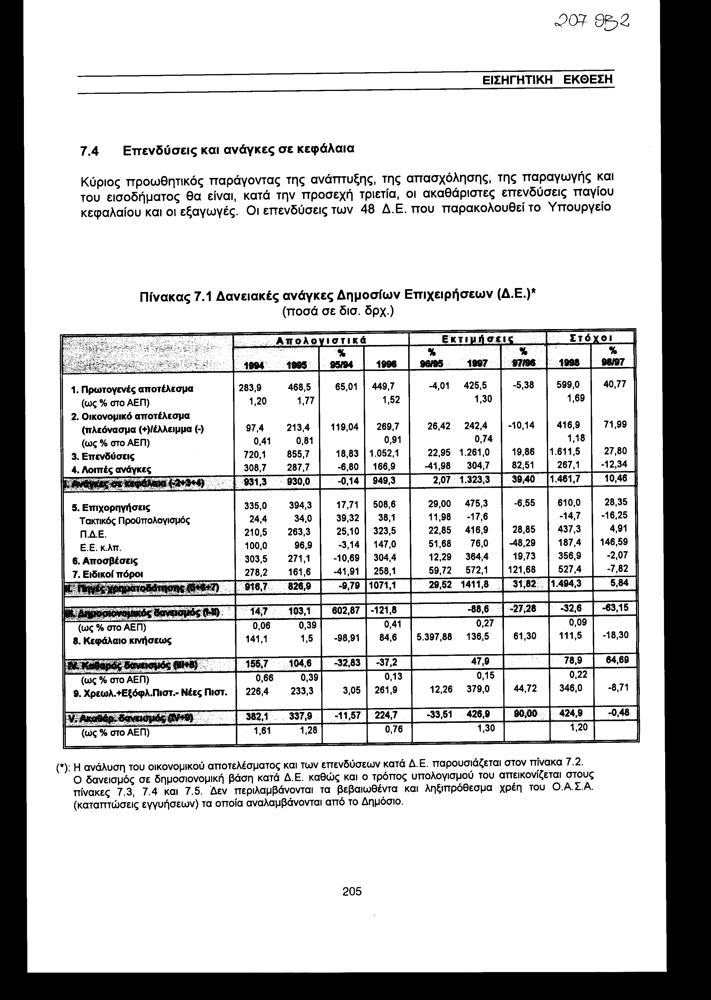 207 952
ΕΙΣΗΓΗΤΙΚΗ ΕΚΘΕΣΗ
7.4 Επενδύσεις και ανάγκες σε κεφάλαια
Κύριος προωθητικός παράγοντας της ανάπτυξης, της απασχόλησης, της παραγωγής και
του εισοδήματος θα είναι, κατά την προσεχή τριετία, οι ακαθάριστες επενδύσεις παγίου
κεφαλαίου και οι εξαγωγές. Οι επενδύσεις των 48 Δ.Ε. που παρακολουθεί το Υπουργείο
Πίνακας 7.1 Δανειακές ανάγκες Δημοσίων Επιχειρήσεων (Δ.Ε.)*
(ποσά σε δισ. δρχ.)
Απολογιστικά Εκτιμήσεις Στόχοι
% % % %
1994 1995 95/94 1996 96/95 1997 97/96 1998 98/97
1. Πρωτογενές αποτέλεσμα 283,9 468,5 65,01 449,7 -4,01 425,5 -5,38 599,0 40,77
(ως % στο ΑΕΠ) 1,20 1,77 1,52 1,30 1,69
2. Οικονομικό αποτέλεσμα
(πλεόνασμα (+)/έλλειμμα (-) 97,4 213,4 119,04 269,7 26,42 242,4 -10,14 416,9 71,99
(ως % στο ΑΕΠ) 0,41 0,81 0,91 0,74 1,18
3. Επενδύσεις 720,1 855,7 18,83 1.052,1 22,95 1.261,0 19,86 1.611,5 27,80
4. Λοιπές ανάγκες 308,7 287,7 -6,80 166,9 -41,98 304,7 82,51 267,1 -12,34
I. Ανάγκες σε κεφάλαια (-2+3+4) 931,3 930,0 -0,14 949,3 2,07 1.323,3 39,40 1.461,7 10,46
5. Επιχορηγήσεις 335,0 394,3 17,71 508,6 29,00 475,3 -6,55 610,0 28,35
Τακτικός Προϋπολογισμός 24,4 34,0 39,32 38,1 11,98 -17,6 -14,7 -16,25
Π.Δ.Ε. 210,5 263,3 25,10 323,5 22,85 416,9 28,85 437,3 4,91
Ε.Ε. κ.λπ. 100,0 96,9 -3,14 147,0 51,68 76,0 -48,29 187,4 146,59
6. Αποσβέσεις 303,5 271,1 -10,69 304,4 12,29 364,4 19,73 356,9 -2,07
7. Ειδικοί πόροι 278,2 161,6 -41,91 258,1 59,72 572,1 121,68 527,4 -7,82
II. Πηγές χρηματοδότησης (5+6+7) 916,7 826,9 -9,79 1071,1 29,52 1411,8 31,82 1.494,3 5,84
III. Δημοσιονομικός δανεισμός (I-II) 14,7 103,1 602,87 -121,8 -88,6 -27,28 -32,6 -63,15
(ως % στο ΑΕΠ) 0,06 0,39 0,41 0,27 0,09
8. Κεφάλαιο κινήσεως 141,1 1,5 -98,91 84,6 5.397,88 136,5 61,30 111,5 -18,30
IV. Καθαρός δανεισμός (III+8) 155,7 104,6 -32,83 -37,2 47,9 78,9 64,69
(ως % στο ΑΕΠ) 0,66 0,39 0,13 0,15 0,22
9. Χρεωλ.+Εξόφλ.Πιστ.- Νέες Πιστ. 226,4 233,3 3,05 261,9 12,26 379,0 44,72 346,0 -8,71
V. Ακαθάρ. δανεισμός (IV+9) 382,1 337,9 -11,57 224,7 -33,51 426,9 90,00 424,9 -0,48
(ως % στο ΑΕΠ) 1,61 1,28 0,76 1,30 1,20
(*): Η ανάλυση του οικονομικού αποτελέσματος και των επενδύσεων κατά Δ.Ε. παρουσιάζεται στον πίνακα 7.2.
Ο δανεισμός σε δημοσιονομική βάση κατά Δ.Ε. καθώς και ο τρόπος υπολογισμού του απεικονίζεται στους
πίνακες 7.3, 7.4 και 7.5. Δεν περιλαμβάνονται τα βεβαιωθέντα και ληξιπρόθεσμα χρέη του Ο.Α.Σ.Α.
(καταπτώσεις εγγυήσεων) τα οποία αναλαμβάνονται από το Δημόσιο.
205